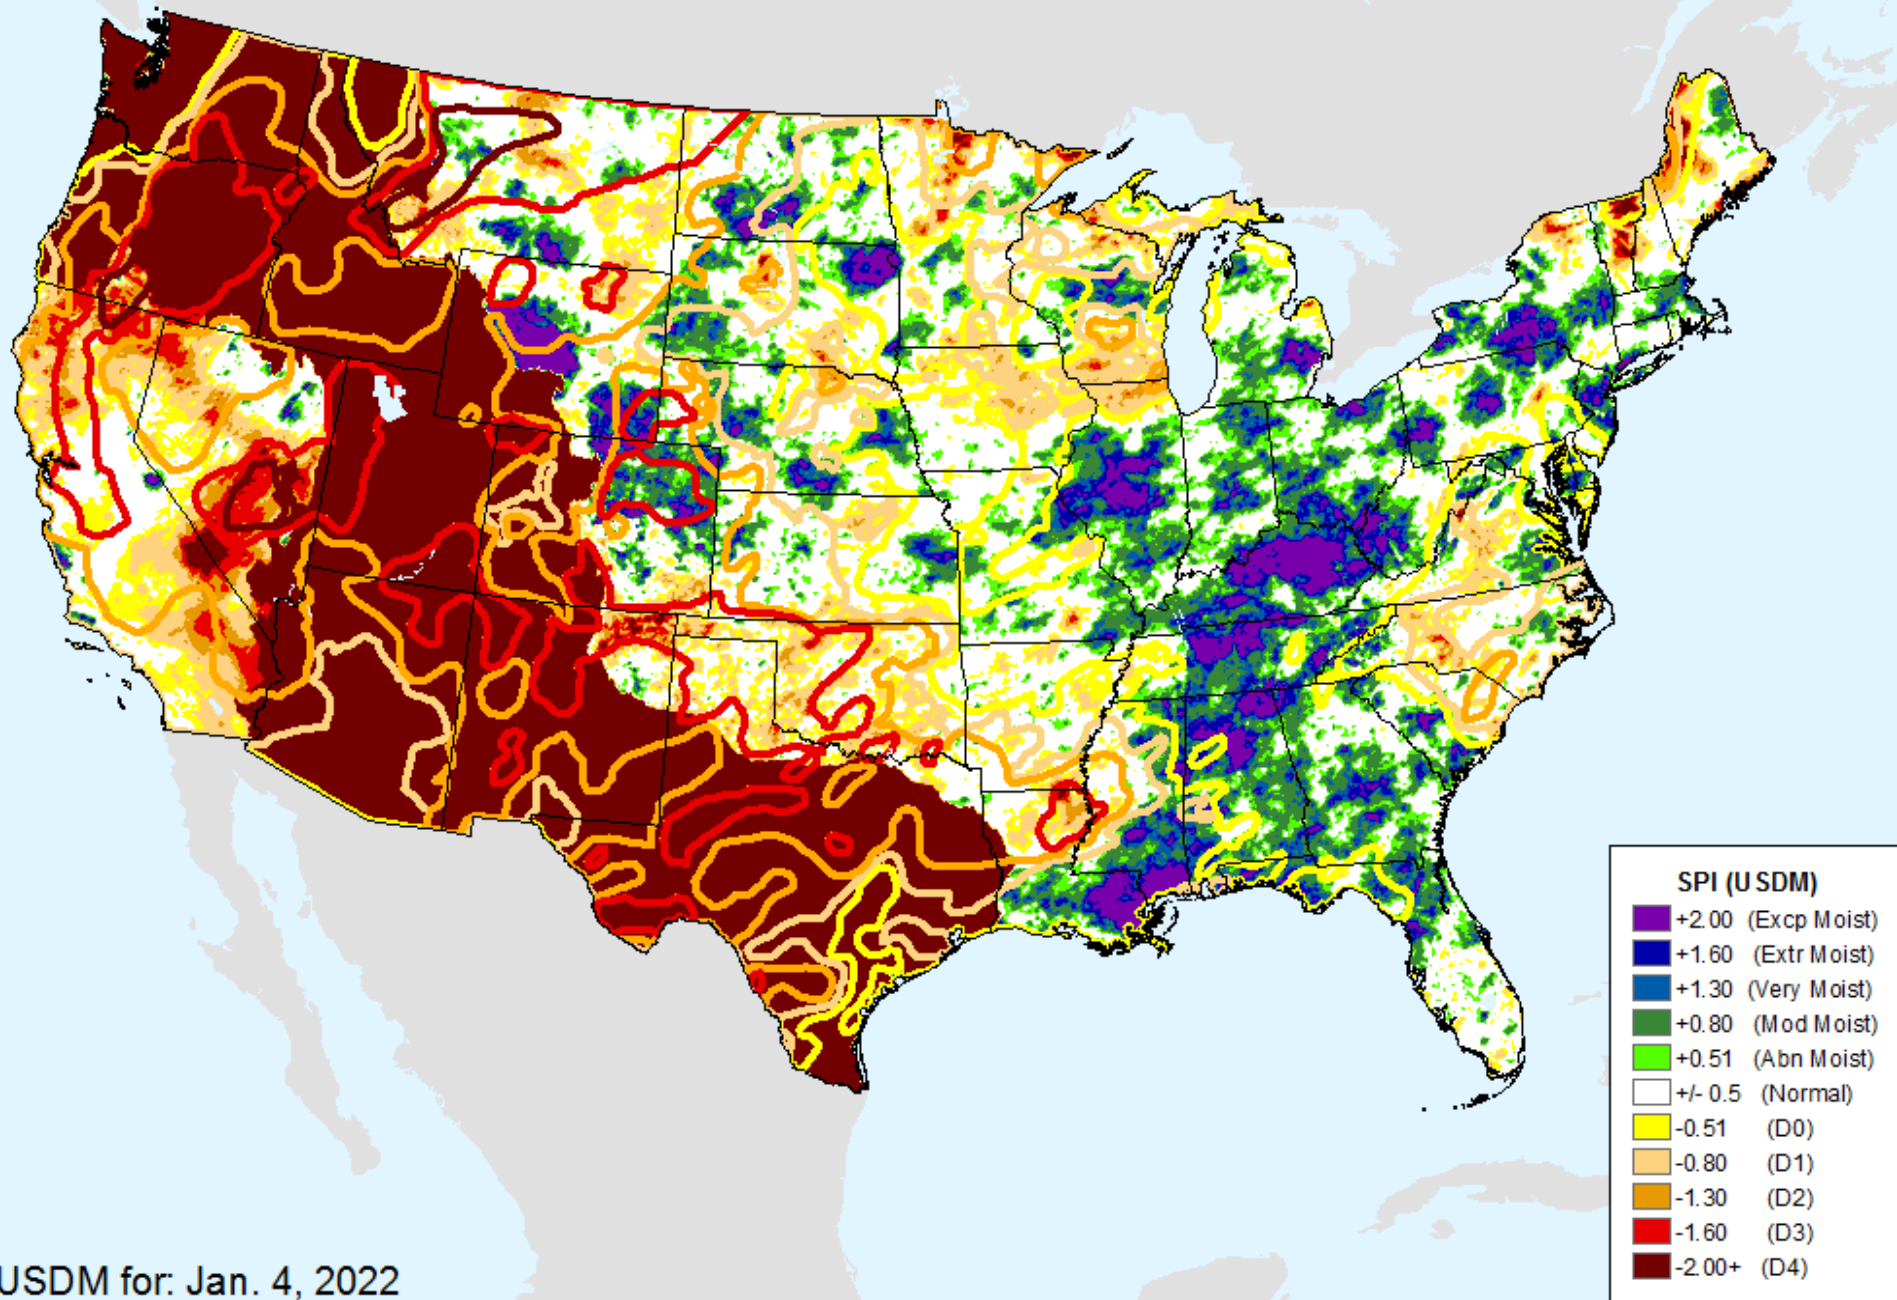 SPI (USDM)
+2.00 (Excp Moist)
+1.60 (Extr Moist)
+1.30 (Very Moist)
+0.80 (Mod Moist)
+0.51 (Abn Moist)
+/- 0.5 (Normal)
-0.51 (D0)
-0.80 (D1)
-1.30 (D2)
-1.60 (D3)
-2.00+ (D4)
USDM for: Jan. 4, 2022